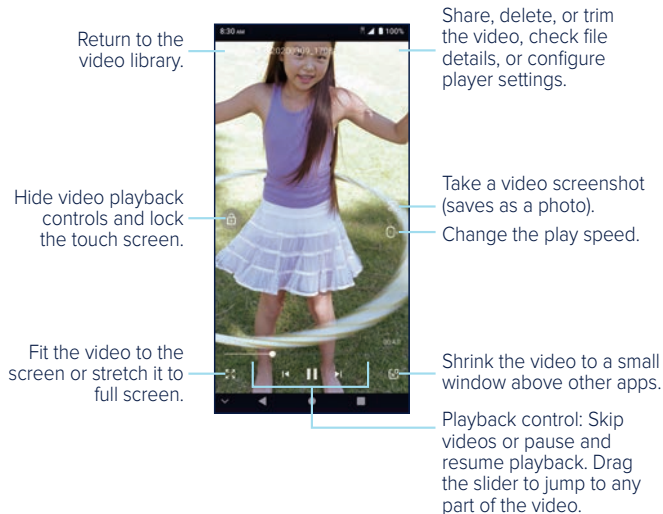 8:30 AM
100%
Return to the
video library.
Share, delete, or trim
the video, check file
details, or configure
player settings.
Hide video playback
controls and lock
the touch screen.
Take a video screenshot
(saves as a photo).
Change the play speed.
Fit the video to the
screen or stretch it to
full screen.
Shrink the video to a small
window above other apps.
Playback control: Skip
videos or pause and
resume playback. Drag
the slider to jump to any
part of the video.